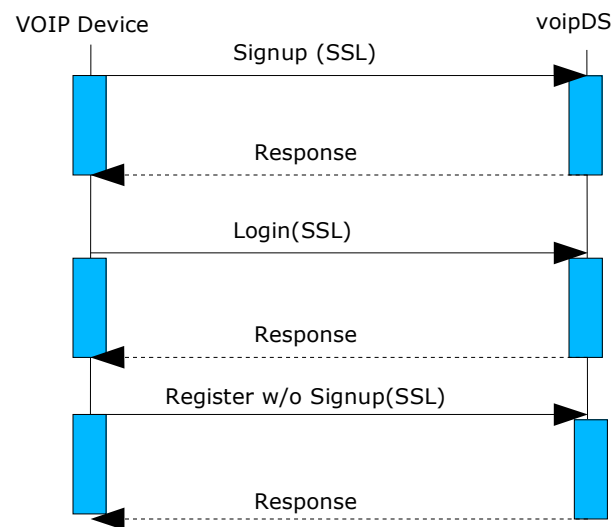 VOIP Device
voipDS
Signup (SSL)
Response
Login(SSL)
Response
Register w/o Signup(SSL)
Response